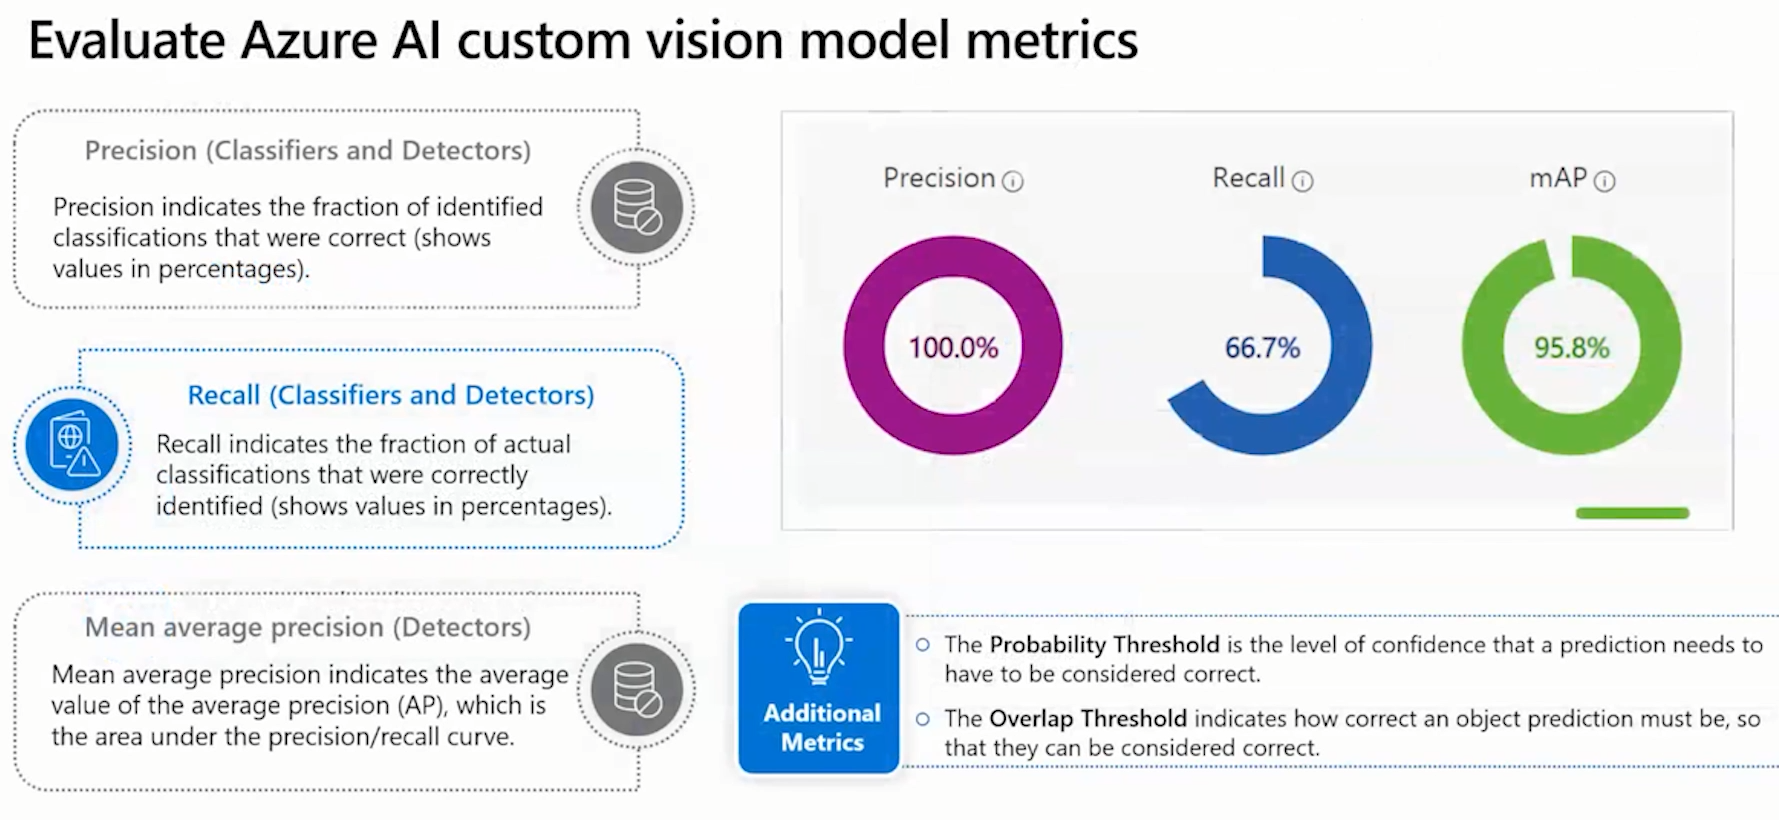 Evaluate Azure AI custom vision model metrics
Precision (Classifiers and Detectors)
Precision indicates the fraction of identified
classifications that were correct (shows
values in percentages).
Recall (Classifiers and Detectors)
Recall indicates the fraction of actual
classifications that were correctly
identified (shows values in percentages).
Mean average precision (Detectors)
Mean average precision indicates the average
value of the average precision (AP), which is
the area under the precision/recall curve.
Precision
Recall
mAP
100.0%
66.7%
95.8%
Additional
Metrics
The Probability Threshold is the level of confidence that a prediction needs to
have to be considered correct.
The Overlap Threshold indicates how correct an object prediction must be, so
that they can be considered correct.